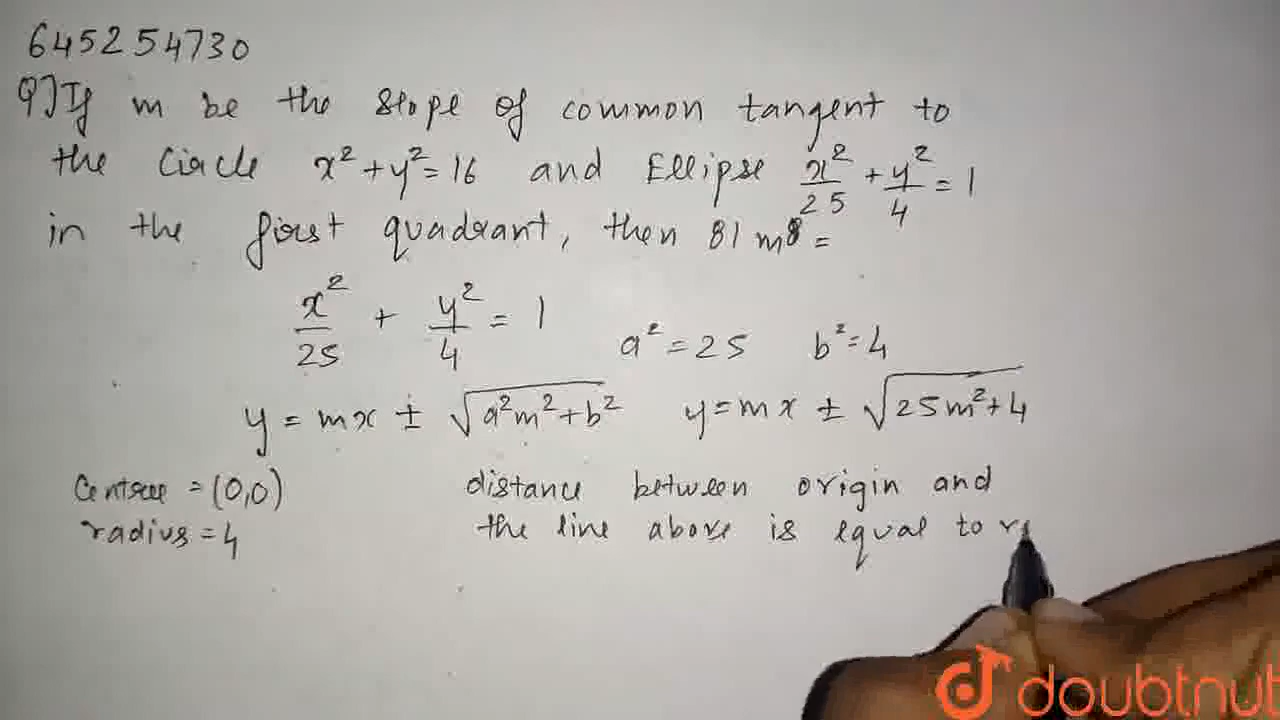 645254730
Q) If m be the slope of common tangent to
the Circle x² + y² = 16 and Ellipse x²/25 + y²/4 = 1
in the first quadrant, then 81 m⁸ =
x²/25 + y²/4 = 1
a² = 25 b² = 4
y = mx ± √(a²m² + b²) y = mx ± √(25m² + 4)
Centre = (0,0)
radius = 4
distance between origin and
the line above is equal to r
doubtnut